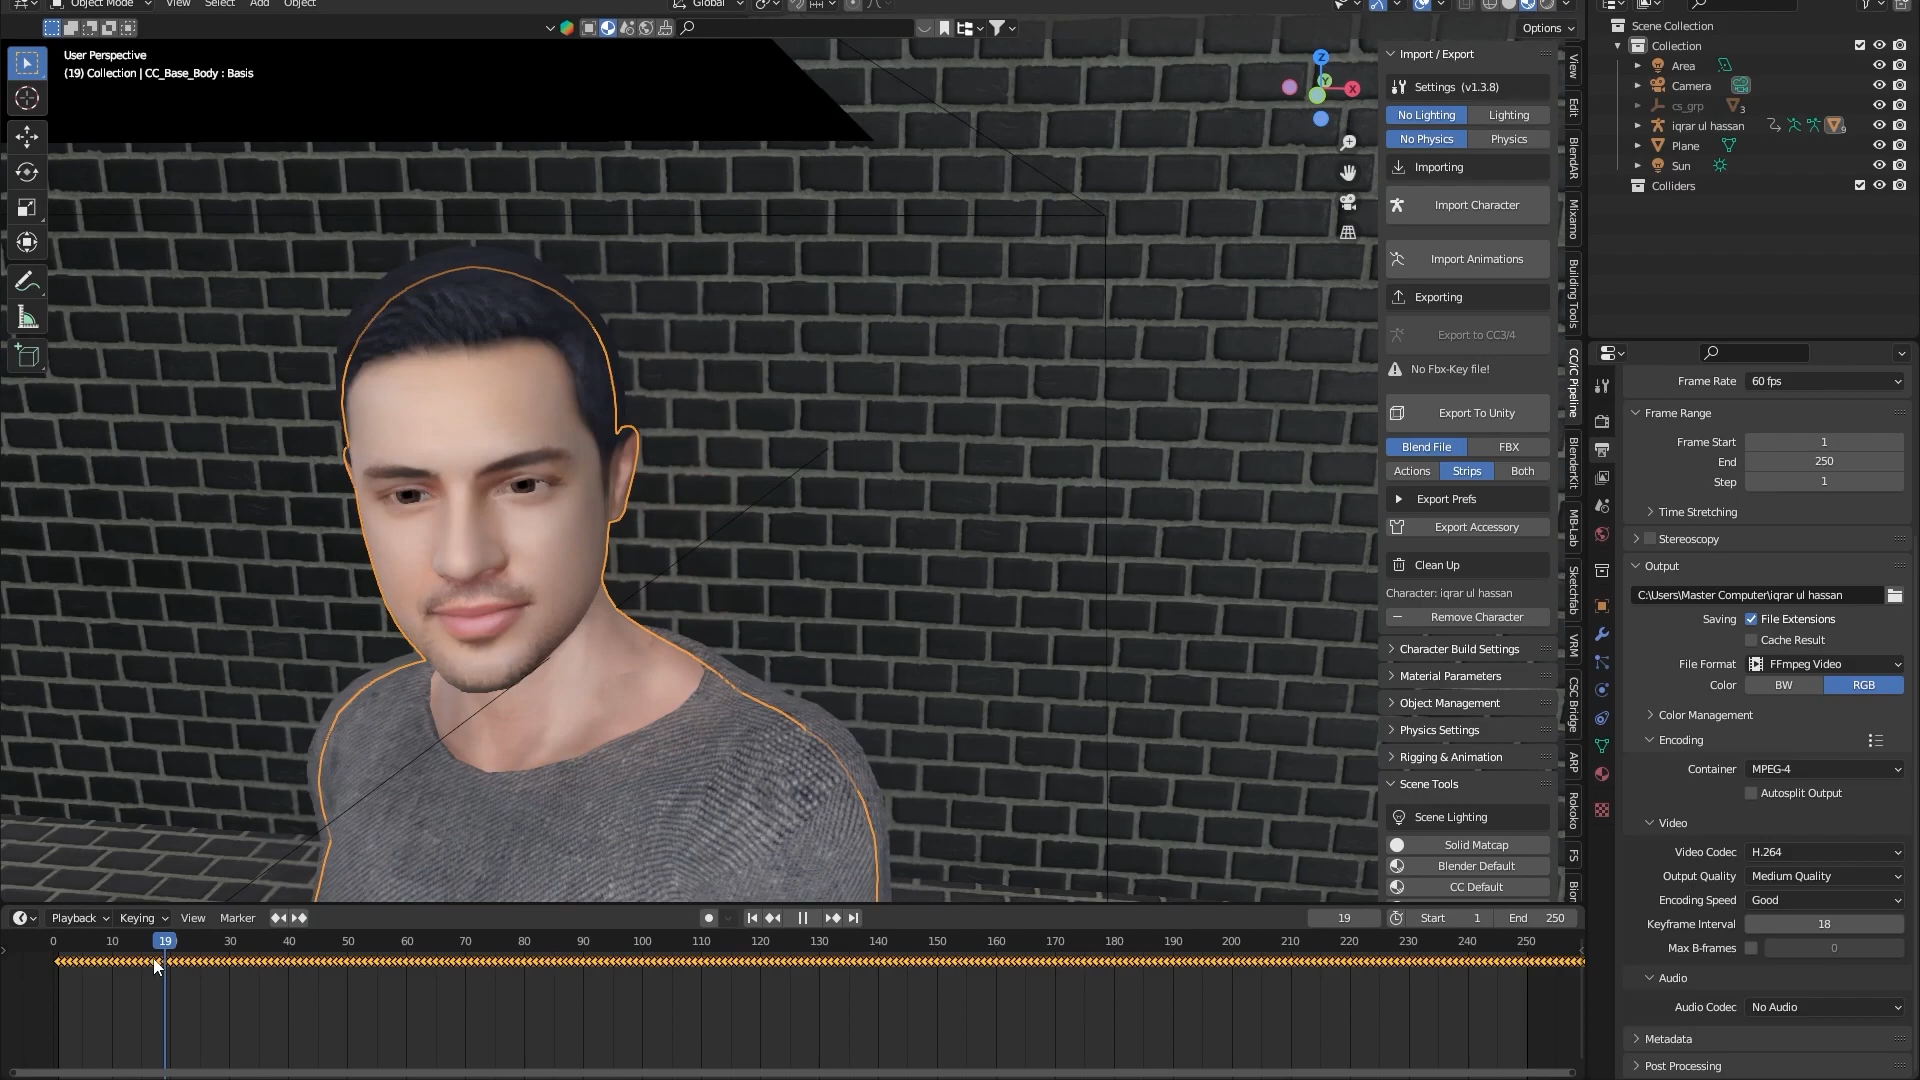 Object Mode View Select Add Object Global
Options
User Perspective
(19) Collection | CC_Base_Body : Basis
Z
Y
X
Import / Export
Settings (v1.3.8)
No Lighting Lighting
No Physics Physics
Importing
Import Character
Import Animations
Exporting
Export to CC3/4
No Fbx-Key file!
Export To Unity
Blend File FBX
Actions Strips Both
Export Prefs
Export Accessory
Clean Up
Character: iqrar ul hassan
Remove Character
Character Build Settings
Material Parameters
Object Management
Physics Settings
Rigging & Animation
Scene Tools
Scene Lighting
Solid Matcap
Blender Default
CC Default
View
Edit
BlendAR
Mixamo
Building Tools
CC/iC Pipeline
BlenderKit
MB-Lab
Sketchfab
VRM
CSC Bridge
ARP
Rokoko
FS
Bion
Scene Collection
Collection
Area
Camera
cs_grp 3
iqrar ul hassan 9
Plane
Sun
Colliders
Frame Rate 60 fps
Frame Range
Frame Start 1
End 250
Step 1
Time Stretching
Stereoscopy
Output
C:\Users\Master Computer\iqrar ul hassan
Saving File Extensions
Cache Result
File Format FFmpeg Video
Color BW RGB
Color Management
Encoding
Container MPEG-4
Autosplit Output
Video
Video Codec H.264
Output Quality Medium Quality
Encoding Speed Good
Keyframe Interval 18
Max B-frames 0
Audio
Audio Codec No Audio
Metadata
Post Processing
Playback Keying View Marker 19 Start 1 End 250
0 10 19 30 40 50 60 70 80 90 100 110 120 130 140 150 160 170 180 190 200 210 220 230 240 250